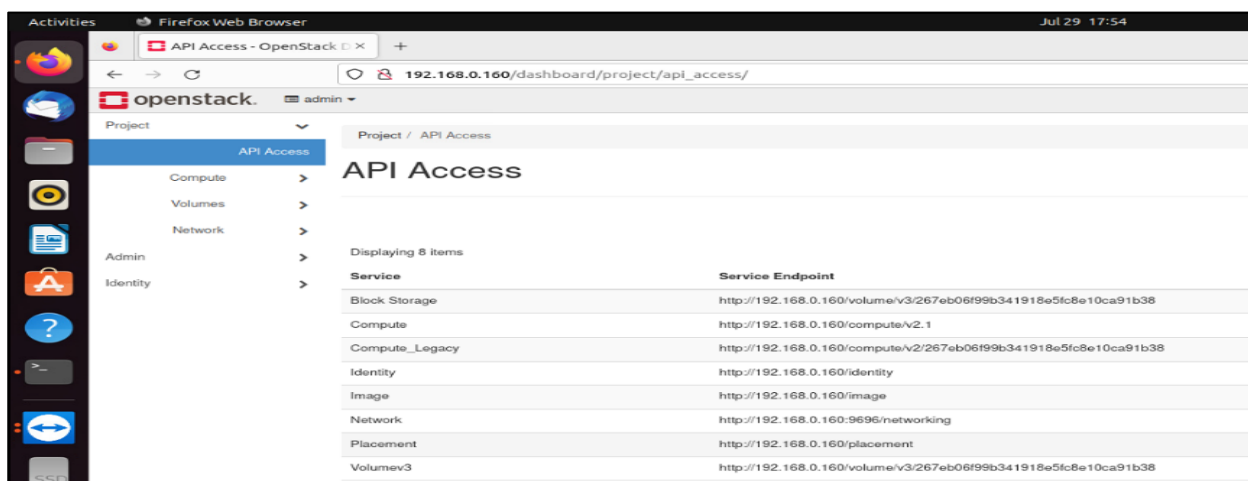 Activities Firefox Web Browser Jul 29 17:54
API Access - OpenStack D
192.168.0.160/dashboard/project/api_access/
openstack. admin
Project
API Access
Compute
Volumes
Network
Admin
Identity
Project / API Access
API Access
Displaying 8 items
Service Service Endpoint
Block Storage http://192.168.0.160/volume/v3/267eb06f99b341918e5fc8e10ca91b38
Compute http://192.168.0.160/compute/v2.1
Compute_Legacy http://192.168.0.160/compute/v2/267eb06f99b341918e5fc8e10ca91b38
Identity http://192.168.0.160/identity
Image http://192.168.0.160/image
Network http://192.168.0.160:9696/networking
Placement http://192.168.0.160/placement
Volumev3 http://192.168.0.160/volume/v3/267eb06f99b341918e5fc8e10ca91b38
SSD